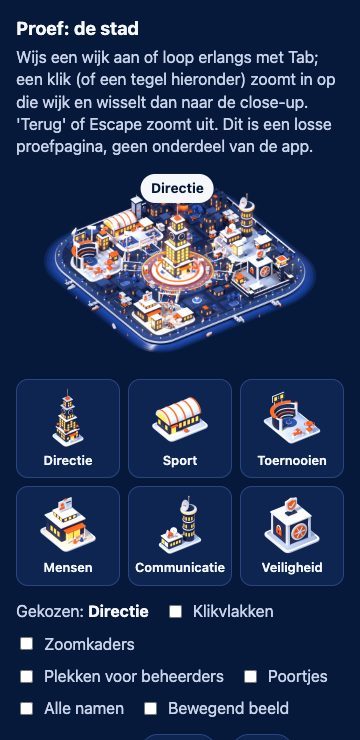 Proef: de stad
Wijs een wijk aan of loop erlangs met Tab;
een klik (of een tegel hieronder) zoomt in op
die wijk en wisselt dan naar de close-up.
'Terug' of Escape zoomt uit. Dit is een losse
proefpagina, geen onderdeel van de app.
Directie
Directie Sport Toernooien
Mensen Communicatie Veiligheid
Gekozen: Directie Klikvlakken
Zoomkaders
Plekken voor beheerders Poortjes
Alle namen Bewegend beeld